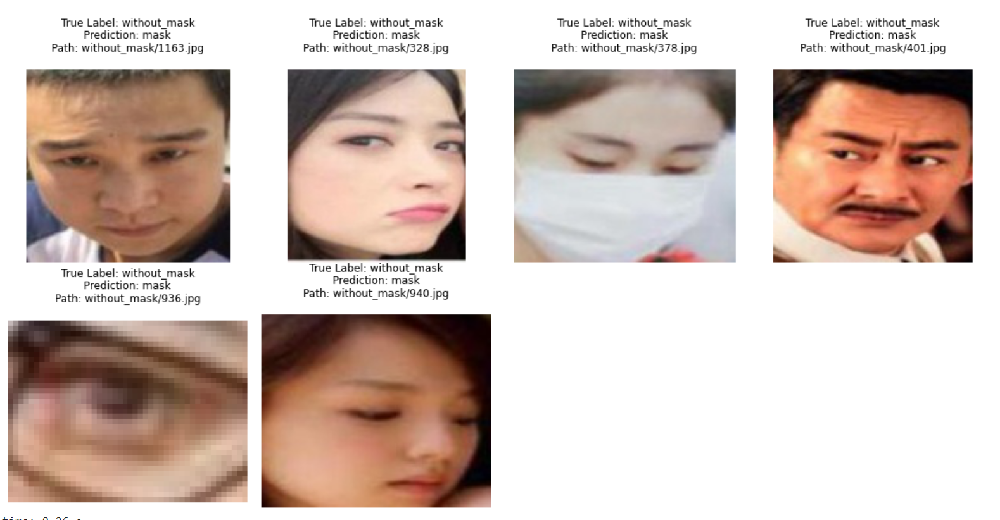 True Label: without_mask
Prediction: mask
Path: without_mask/1163.jpg
True Label: without_mask
Prediction: mask
Path: without_mask/328.jpg
True Label: without_mask
Prediction: mask
Path: without_mask/378.jpg
True Label: without_mask
Prediction: mask
Path: without_mask/401.jpg
True Label: without_mask
Prediction: mask
Path: without_mask/936.jpg
True Label: without_mask
Prediction: mask
Path: without_mask/940.jpg